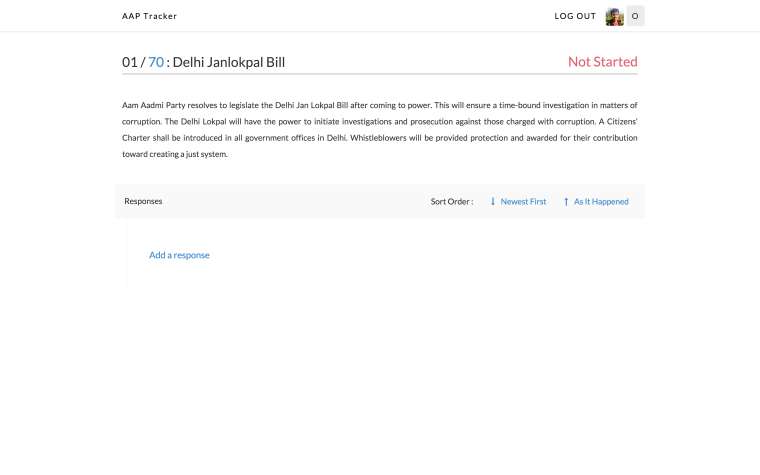 AAP Tracker
LOG OUT
O
01 / 70 : Delhi Janlokpal Bill
Not Started
Aam Aadmi Party resolves to legislate the Delhi Jan Lokpal Bill after coming to power. This will ensure a time-bound investigation in matters of
corruption. The Delhi Lokpal will have the power to initiate investigations and prosecution against those charged with corruption. A Citizens'
Charter shall be introduced in all government offices in Delhi. Whistleblowers will be provided protection and awarded for their contribution
toward creating a just system.
Responses
Sort Order :
↓ Newest First
↑ As It Happened
Add a response